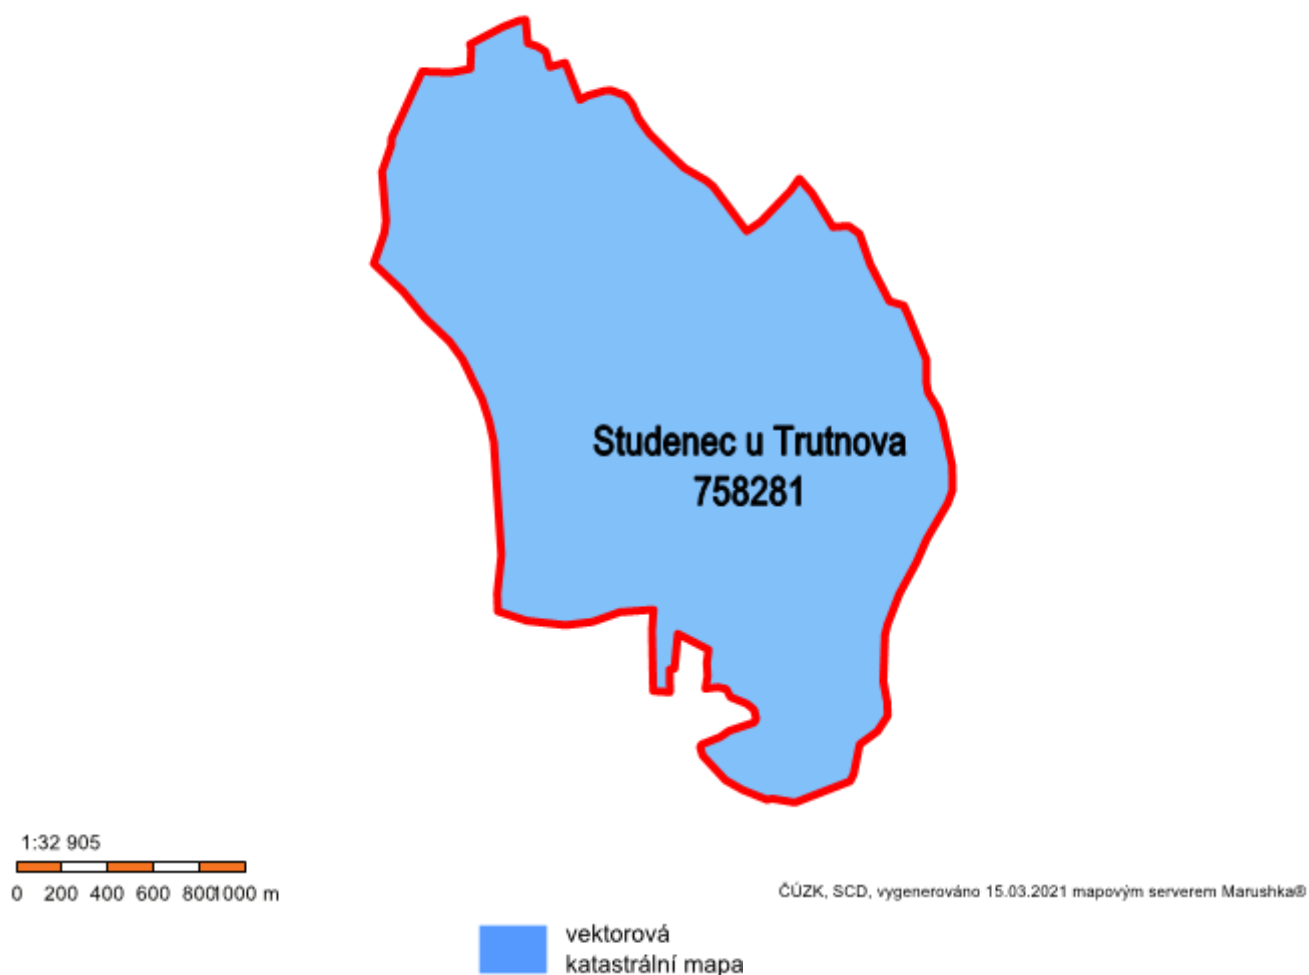 Studenec u Trutnova
758281
1:32 905
0 200 400 600 800 1000 m
ČÚZK, SCD, vygenerováno 15.03.2021 mapovým serverem Marushka®
vektorová
katastrální mapa